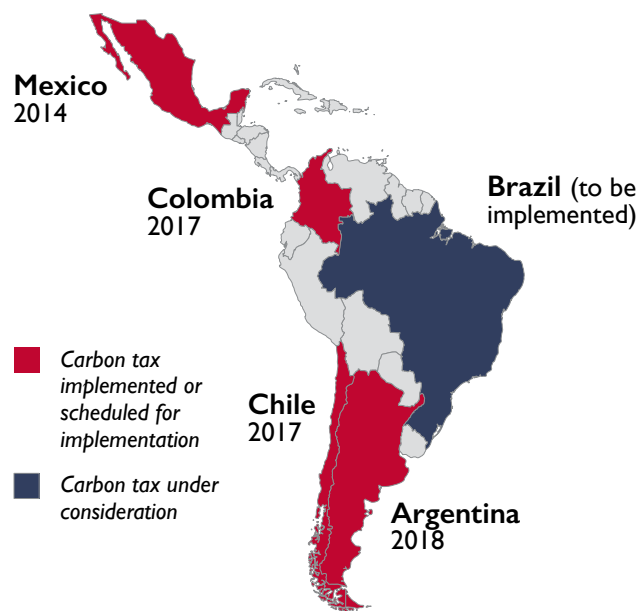 Mexico
2014
Colombia
2017
Brazil (to be
implemented)
Carbon tax
implemented or
scheduled for
implementation
Chile
2017
Carbon tax under
consideration
Argentina
2018